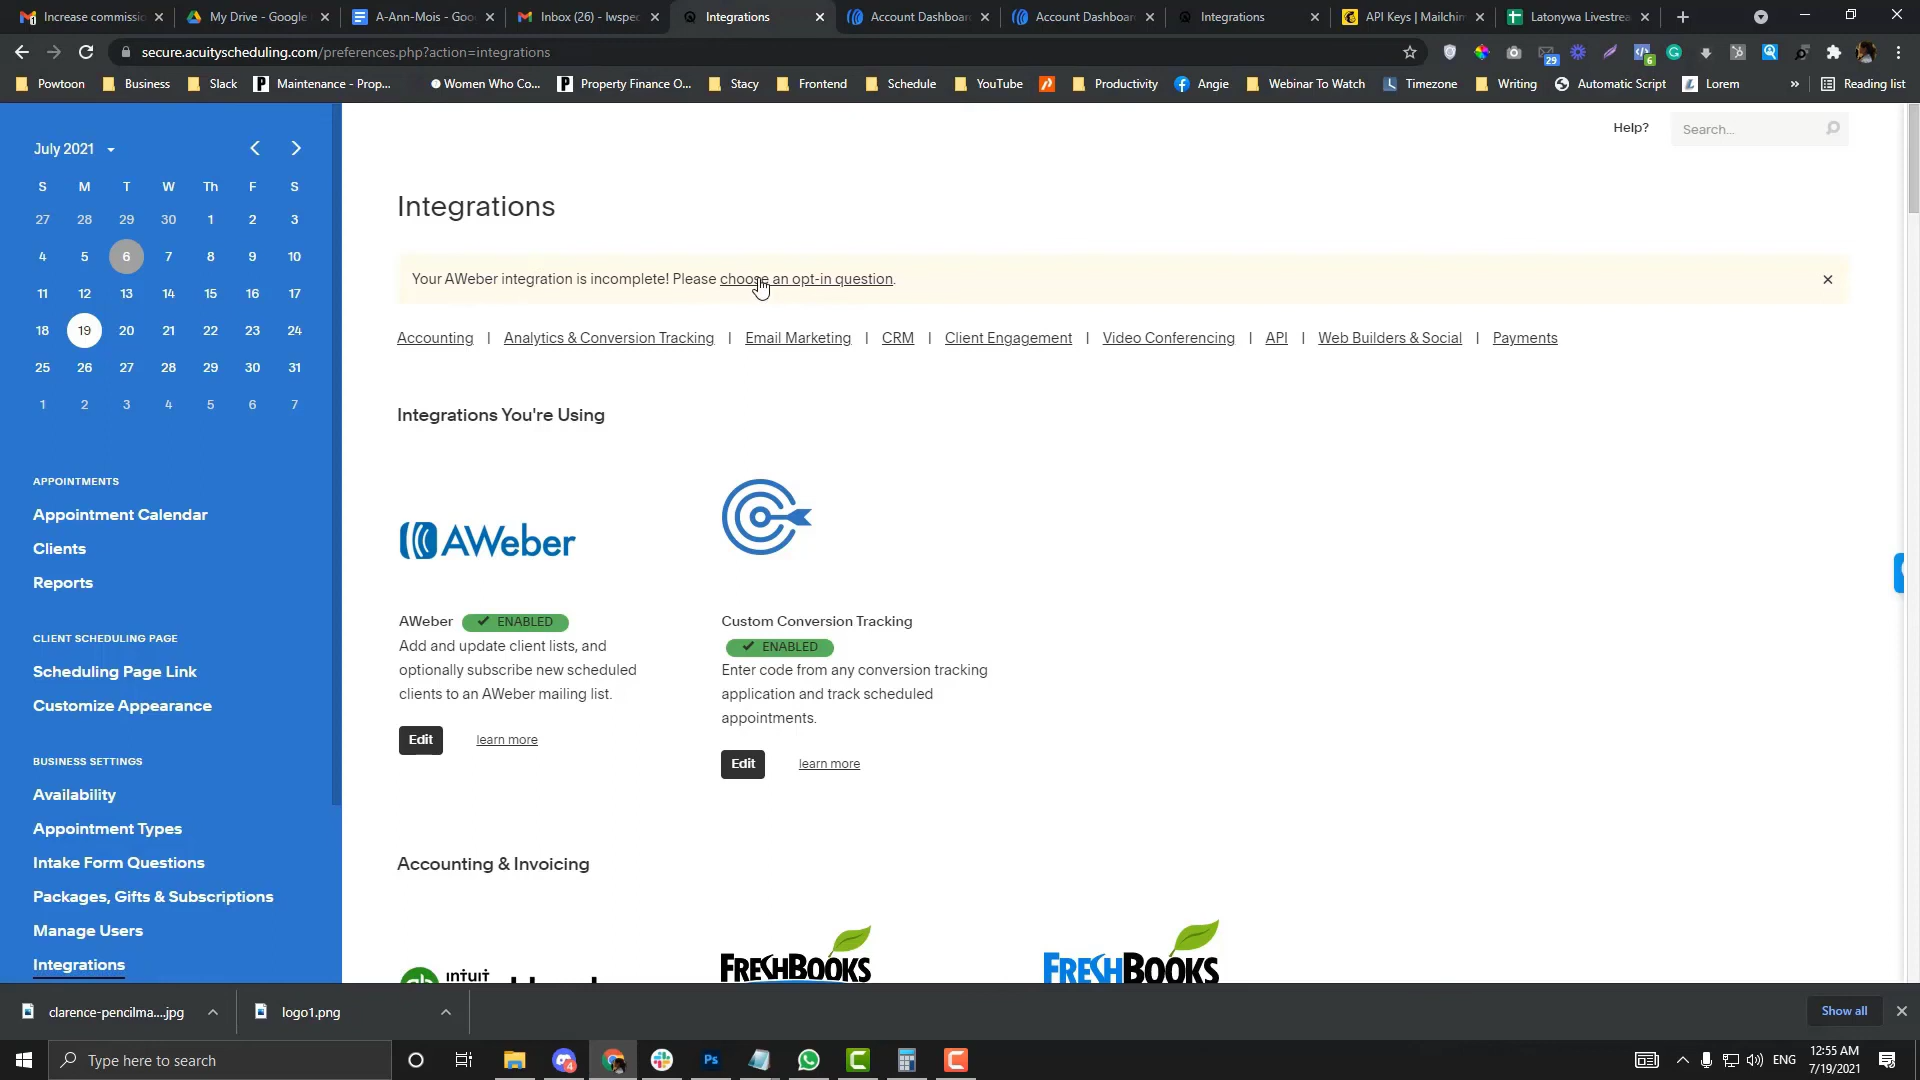 Increase commissio
My Drive - Google
A-Ann-Mois - Goo
Inbox (26) - lwspec
Integrations
Account Dashboar
Account Dashboar
Integrations
API Keys | Mailchim
Latonywa Livestrea
secure.acuityscheduling.com/preferences.php?action=integrations
29
6
Powtoon
Business
Slack
Maintenance - Prop...
Women Who Co...
Property Finance O...
Stacy
Frontend
Schedule
YouTube
Productivity
Angie
Webinar To Watch
Timezone
Writing
Automatic Script
Lorem
»
Reading list
July 2021
S M T W Th F S
27 28 29 30 1 2 3
4 5 6 7 8 9 10
11 12 13 14 15 16 17
18 19 20 21 22 23 24
25 26 27 28 29 30 31
1 2 3 4 5 6 7
APPOINTMENTS
Appointment Calendar
Clients
Reports
CLIENT SCHEDULING PAGE
Scheduling Page Link
Customize Appearance
BUSINESS SETTINGS
Availability
Appointment Types
Intake Form Questions
Packages, Gifts & Subscriptions
Manage Users
Integrations
Help?
Search...
Integrations
Your AWeber integration is incomplete! Please choose an opt-in question.
Accounting | Analytics & Conversion Tracking | Email Marketing | CRM | Client Engagement | Video Conferencing | API | Web Builders & Social | Payments
Integrations You're Using
AWeber
AWeber ENABLED
Add and update client lists, and
optionally subscribe new scheduled
clients to an AWeber mailing list.
Edit learn more
Custom Conversion Tracking
ENABLED
Enter code from any conversion tracking
application and track scheduled
appointments.
Edit learn more
Accounting & Invoicing
intuit
FRESHBOOKS
FRESHBOOKS
clarence-pencilma....jpg
logo1.png
Show all
Type here to search
4
Ps
ENG
12:55 AM
7/19/2021